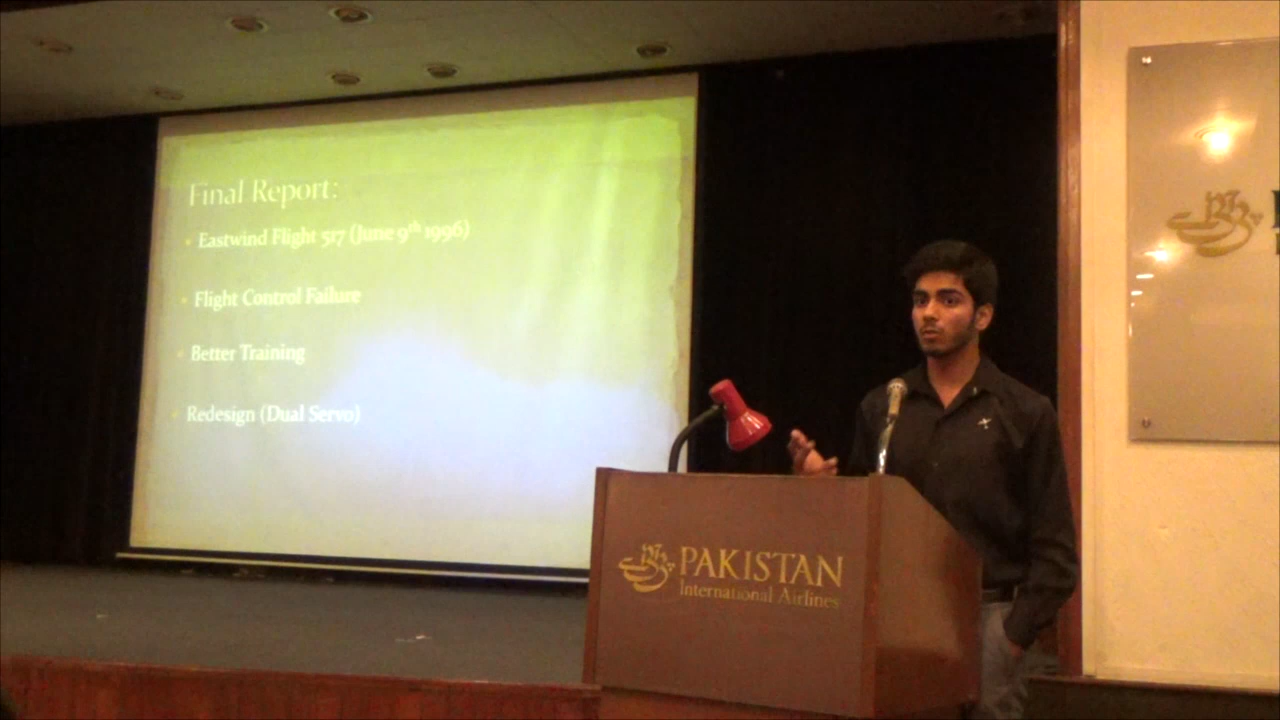 Final Report:
Eastwind Flight 517 (June 9th 1996)
Flight Control Failure
Better Training
Redesign (Dual Servo)
PAKISTAN
International Airlines